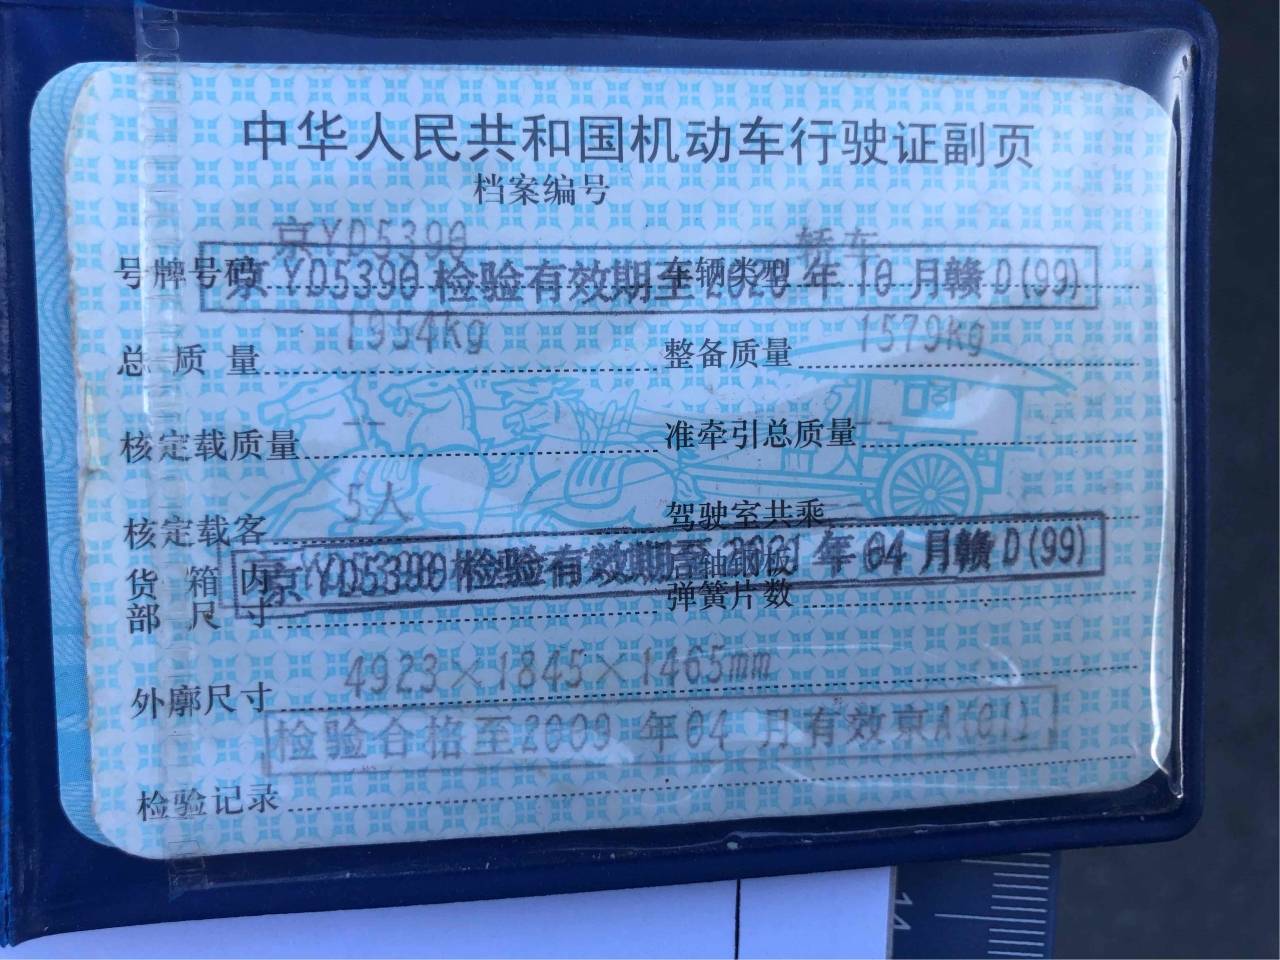 中华人民共和国机动车行驶证副页
档案编号
号牌号码 京YD5390 车辆类型 轿车
京YD5390检验有效期至2020年10月赣D(99)
总质量 1954kg 整备质量 1579kg
核定载质量 -- 准牵引总质量 --
核定载客 5人 驾驶室共乘
京YD5390检验有效期至2021年04月赣D(99)
货箱内部尺寸 后轴钢板弹簧片数
外廓尺寸 4923×1845×1465mm
检验合格至2009年04月有效京A(01)
检验记录
14